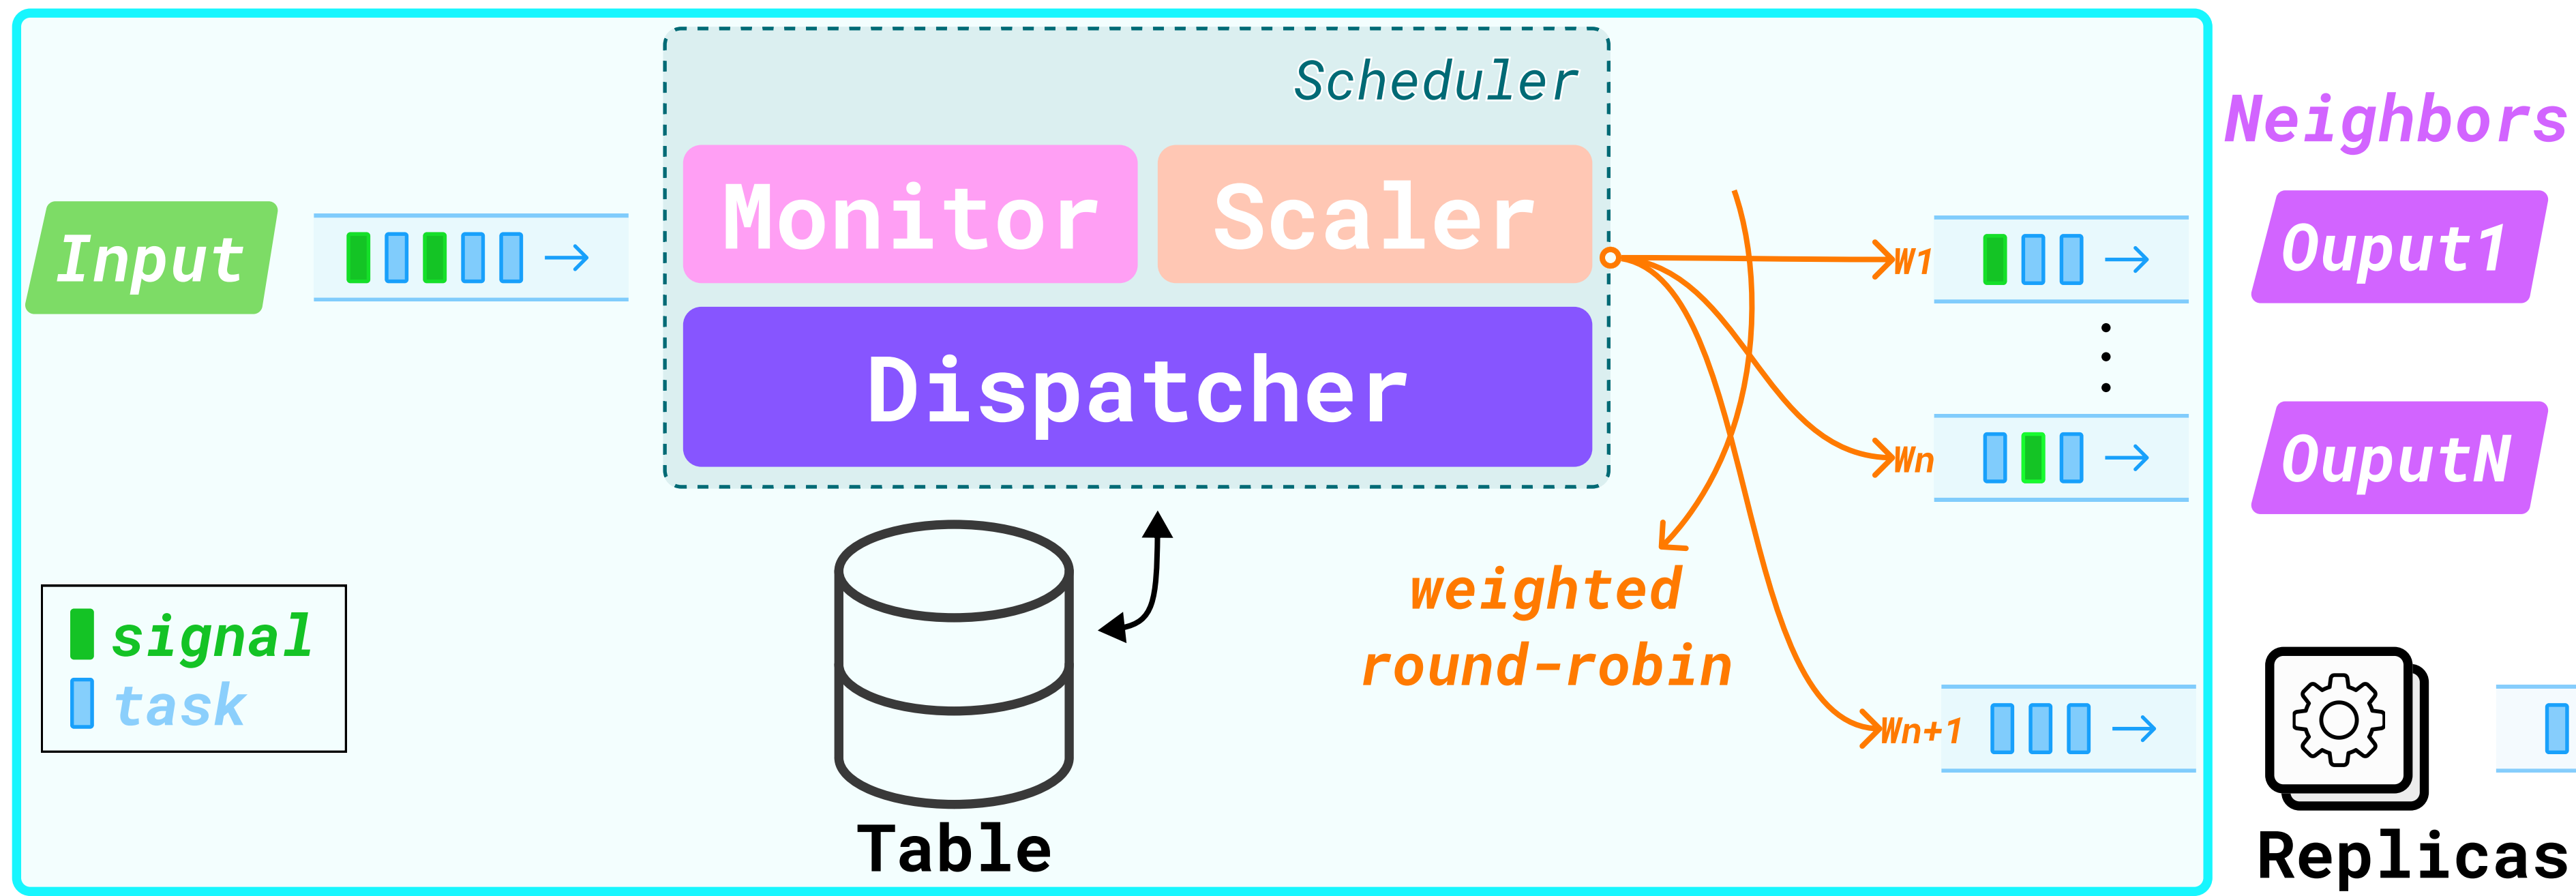 Scheduler
Neighbors
Monitor
Scaler
Input
W1
Ouput1
Dispatcher
Wn
OuputN
weighted
round-robin
signal
task
Wn+1
Table
Replicas